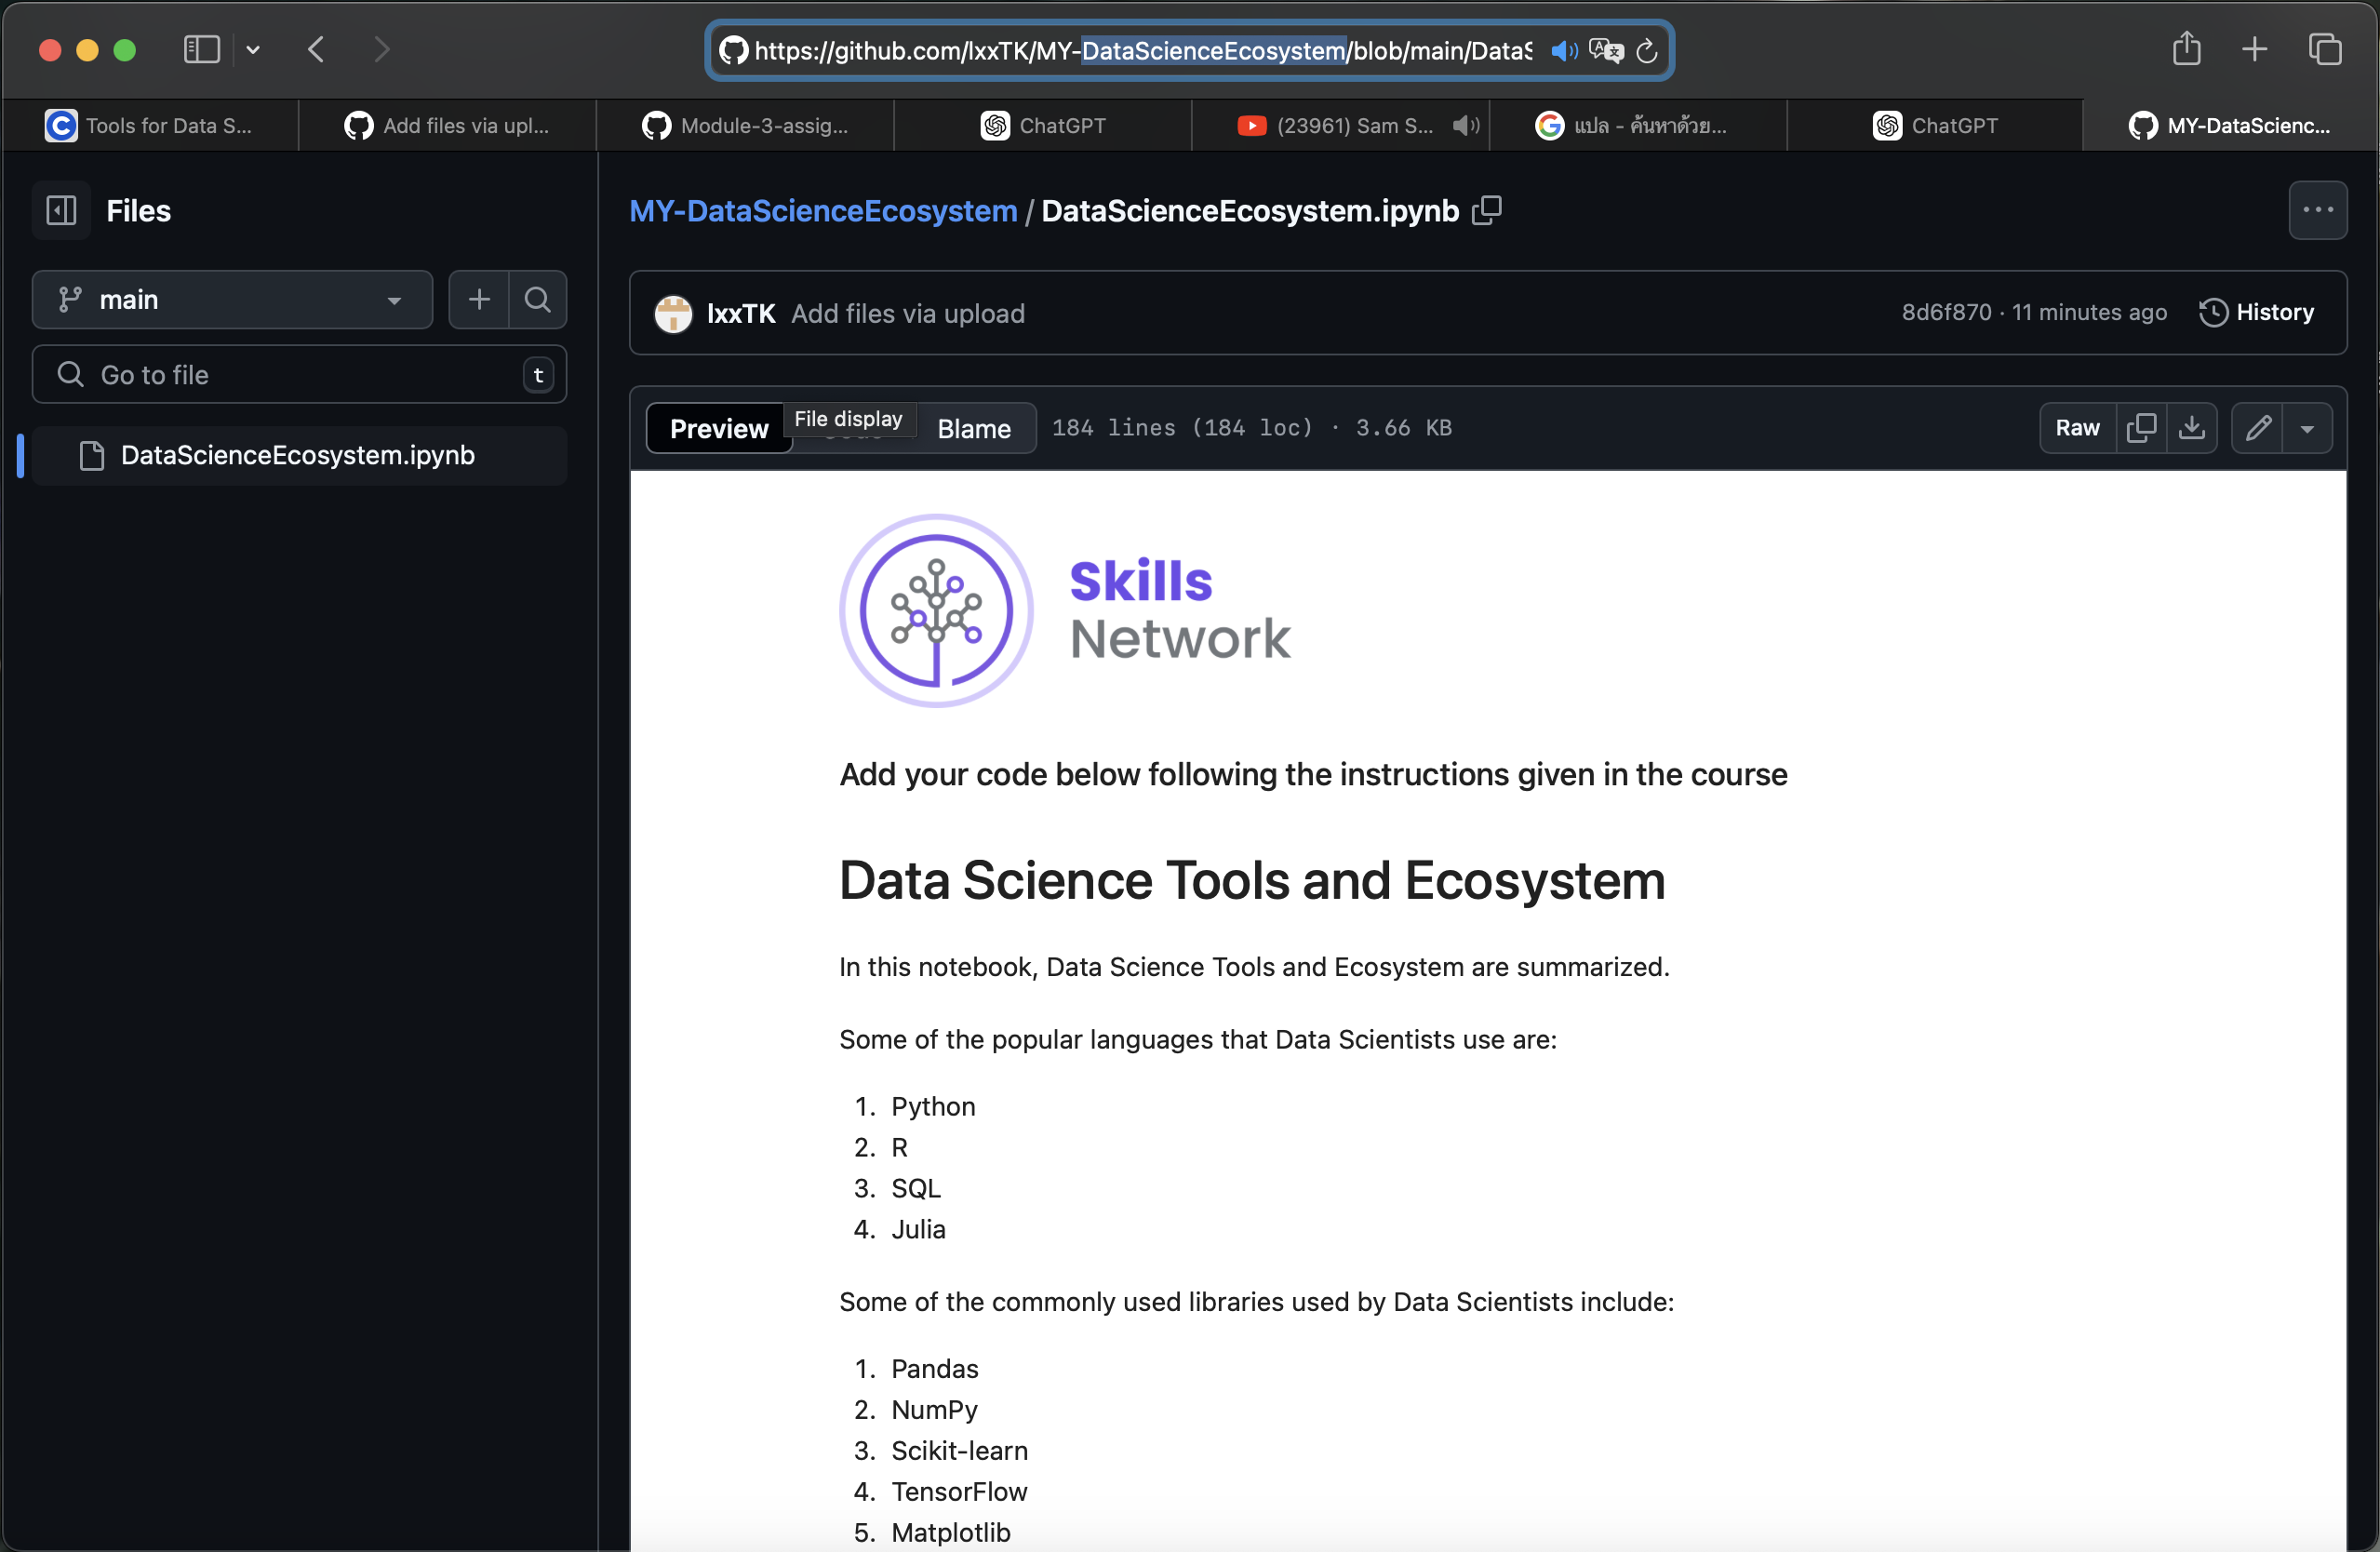 https://github.com/lxxTK/MY-DataScienceEcosystem/blob/main/DataS
Tools for Data S...
Add files via upl...
Module-3-assig...
ChatGPT
(23961) Sam S...
แปล - ค้นหาด้วย...
ChatGPT
MY-DataScienc...
Files
MY-DataScienceEcosystem / DataScienceEcosystem.ipynb
main
lxxTK Add files via upload
8d6f870 · 11 minutes ago
History
Go to file
t
DataScienceEcosystem.ipynb
Preview
File display
Blame
184 lines (184 loc) · 3.66 KB
Raw
Skills
Network
Add your code below following the instructions given in the course
Data Science Tools and Ecosystem
In this notebook, Data Science Tools and Ecosystem are summarized.
Some of the popular languages that Data Scientists use are:
1. Python
2. R
3. SQL
4. Julia
Some of the commonly used libraries used by Data Scientists include:
1. Pandas
2. NumPy
3. Scikit-learn
4. TensorFlow
5. Matplotlib